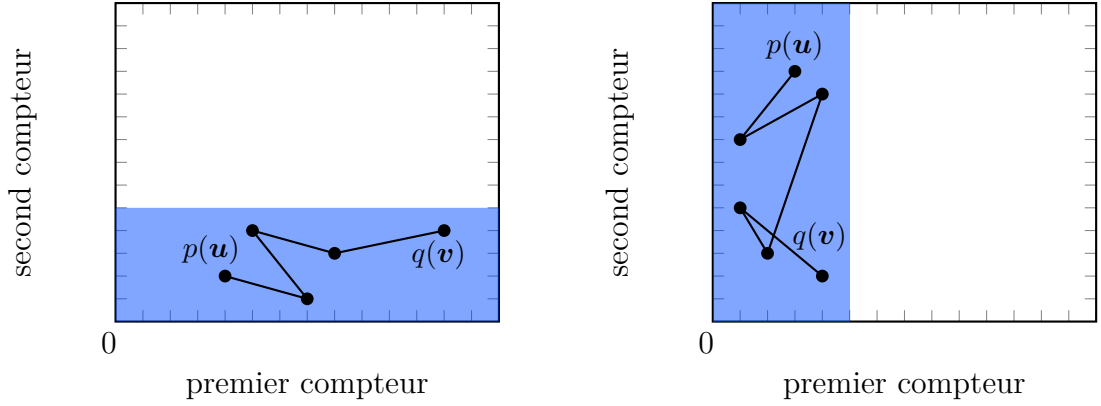 second compteur
p(u)
q(v)
0
premier compteur
second compteur
p(u)
q(v)
0
premier compteur